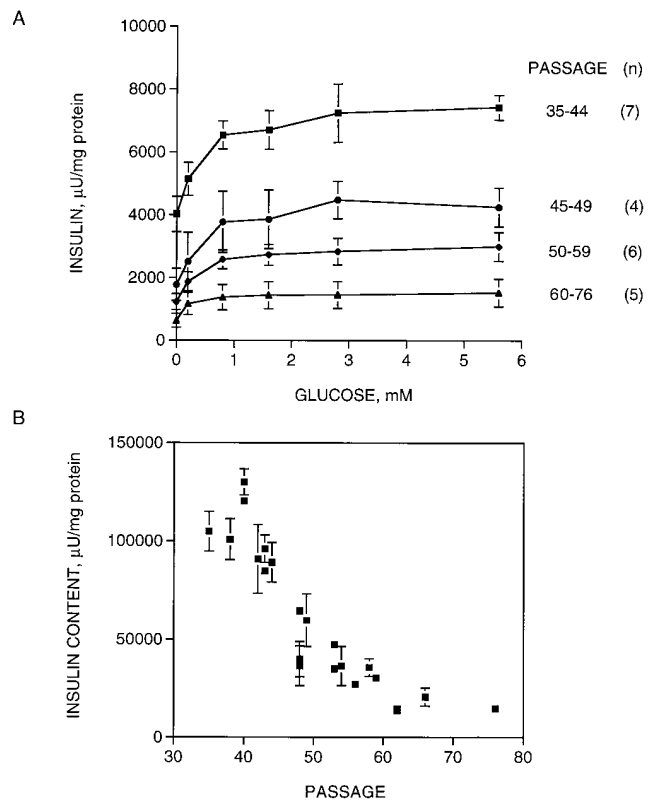 A
10000
8000
6000
4000
2000
0
INSULIN, µU/mg protein
0 1 2 3 4 5 6
GLUCOSE, mM
PASSAGE (n)
35-44 (7)
45-49 (4)
50-59 (6)
60-76 (5)
B
150000
100000
50000
0
INSULIN CONTENT, µU/mg protein
30 40 50 60 70 80
PASSAGE